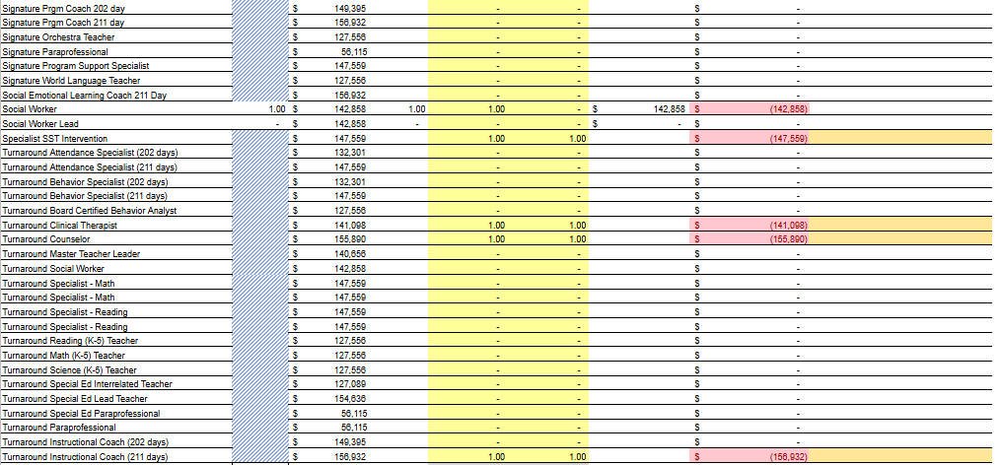 Signature Prgm Coach 202 day $ 149,395 - - $ -
Signature Prgm Coach 211 day $ 156,932 - - $ -
Signature Orchestra Teacher $ 127,556 - - $ -
Signature Paraprofessional $ 56,115 - - $ -
Signature Program Support Specialist $ 147,559 - - $ -
Signature World Language Teacher $ 127,556 - - $ -
Social Emotional Learning Coach 211 Day $ 156,932 - - $ -
Social Worker 1.00 $ 142,858 1.00 1.00 - $ 142,858 $ (142,858)
Social Worker Lead - $ 142,858 - - - $ - $ -
Specialist SST Intervention $ 147,559 1.00 1.00 $ (147,559)
Turnaround Attendance Specialist (202 days) $ 132,301 - - $ -
Turnaround Attendance Specialist (211 days) $ 147,559 - - $ -
Turnaround Behavior Specialist (202 days) $ 132,301 - - $ -
Turnaround Behavior Specialist (211 days) $ 147,559 - - $ -
Turnaround Board Certified Behavior Analyst $ 127,556 - - $ -
Turnaround Clinical Therapist $ 141,098 1.00 1.00 $ (141,098)
Turnaround Counselor $ 155,890 1.00 1.00 $ (155,890)
Turnaround Master Teacher Leader $ 140,656 - - $ -
Turnaround Social Worker $ 142,858 - - $ -
Turnaround Specialist - Math $ 147,559 - - $ -
Turnaround Specialist - Math $ 147,559 - - $ -
Turnaround Specialist - Reading $ 147,559 - - $ -
Turnaround Specialist - Reading $ 147,559 - - $ -
Turnaround Reading (K-5) Teacher $ 127,556 - - $ -
Turnaround Math (K-5) Teacher $ 127,556 - - $ -
Turnaround Science (K-5) Teacher $ 127,556 - - $ -
Turnaround Special Ed Interrelated Teacher $ 127,089 - - $ -
Turnaround Special Ed Lead Teacher $ 154,636 - - $ -
Turnaround Special Ed Paraprofessional $ 56,115 - - $ -
Turnaround Paraprofessional $ 56,115 - - $ -
Turnaround Instructional Coach (202 days) $ 149,395 - - $ -
Turnaround Instructional Coach (211 days) $ 156,932 1.00 1.00 $ (156,932)